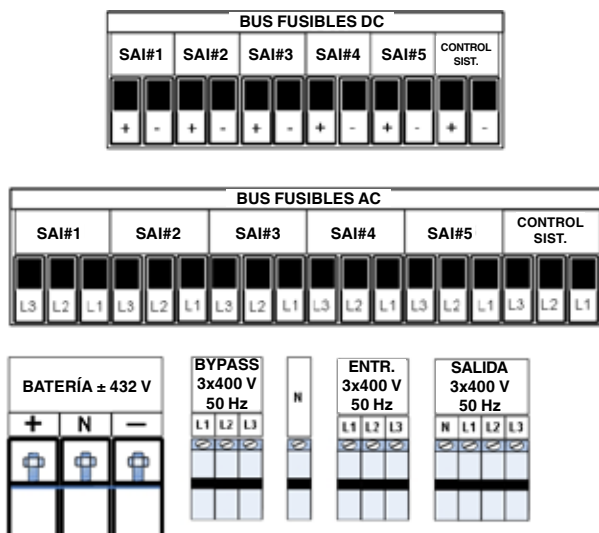 BUS FUSIBLES DC
SAI#1 SAI#2 SAI#3 SAI#4 SAI#5 CONTROL
SIST.
+ - + - + - + - + - + -
BUS FUSIBLES AC
SAI#1 SAI#2 SAI#3 SAI#4 SAI#5 CONTROL
SIST.
L3 L2 L1 L3 L2 L1 L3 L2 L1 L3 L2 L1 L3 L2 L1 L3 L2 L1
BATERÍA ± 432 V
+ N −
BYPASS
3x400 V
50 Hz
L1 L2 L3
N
ENTR.
3x400 V
50 Hz
L1 L2 L3
SALIDA
3x400 V
50 Hz
N L1 L2 L3